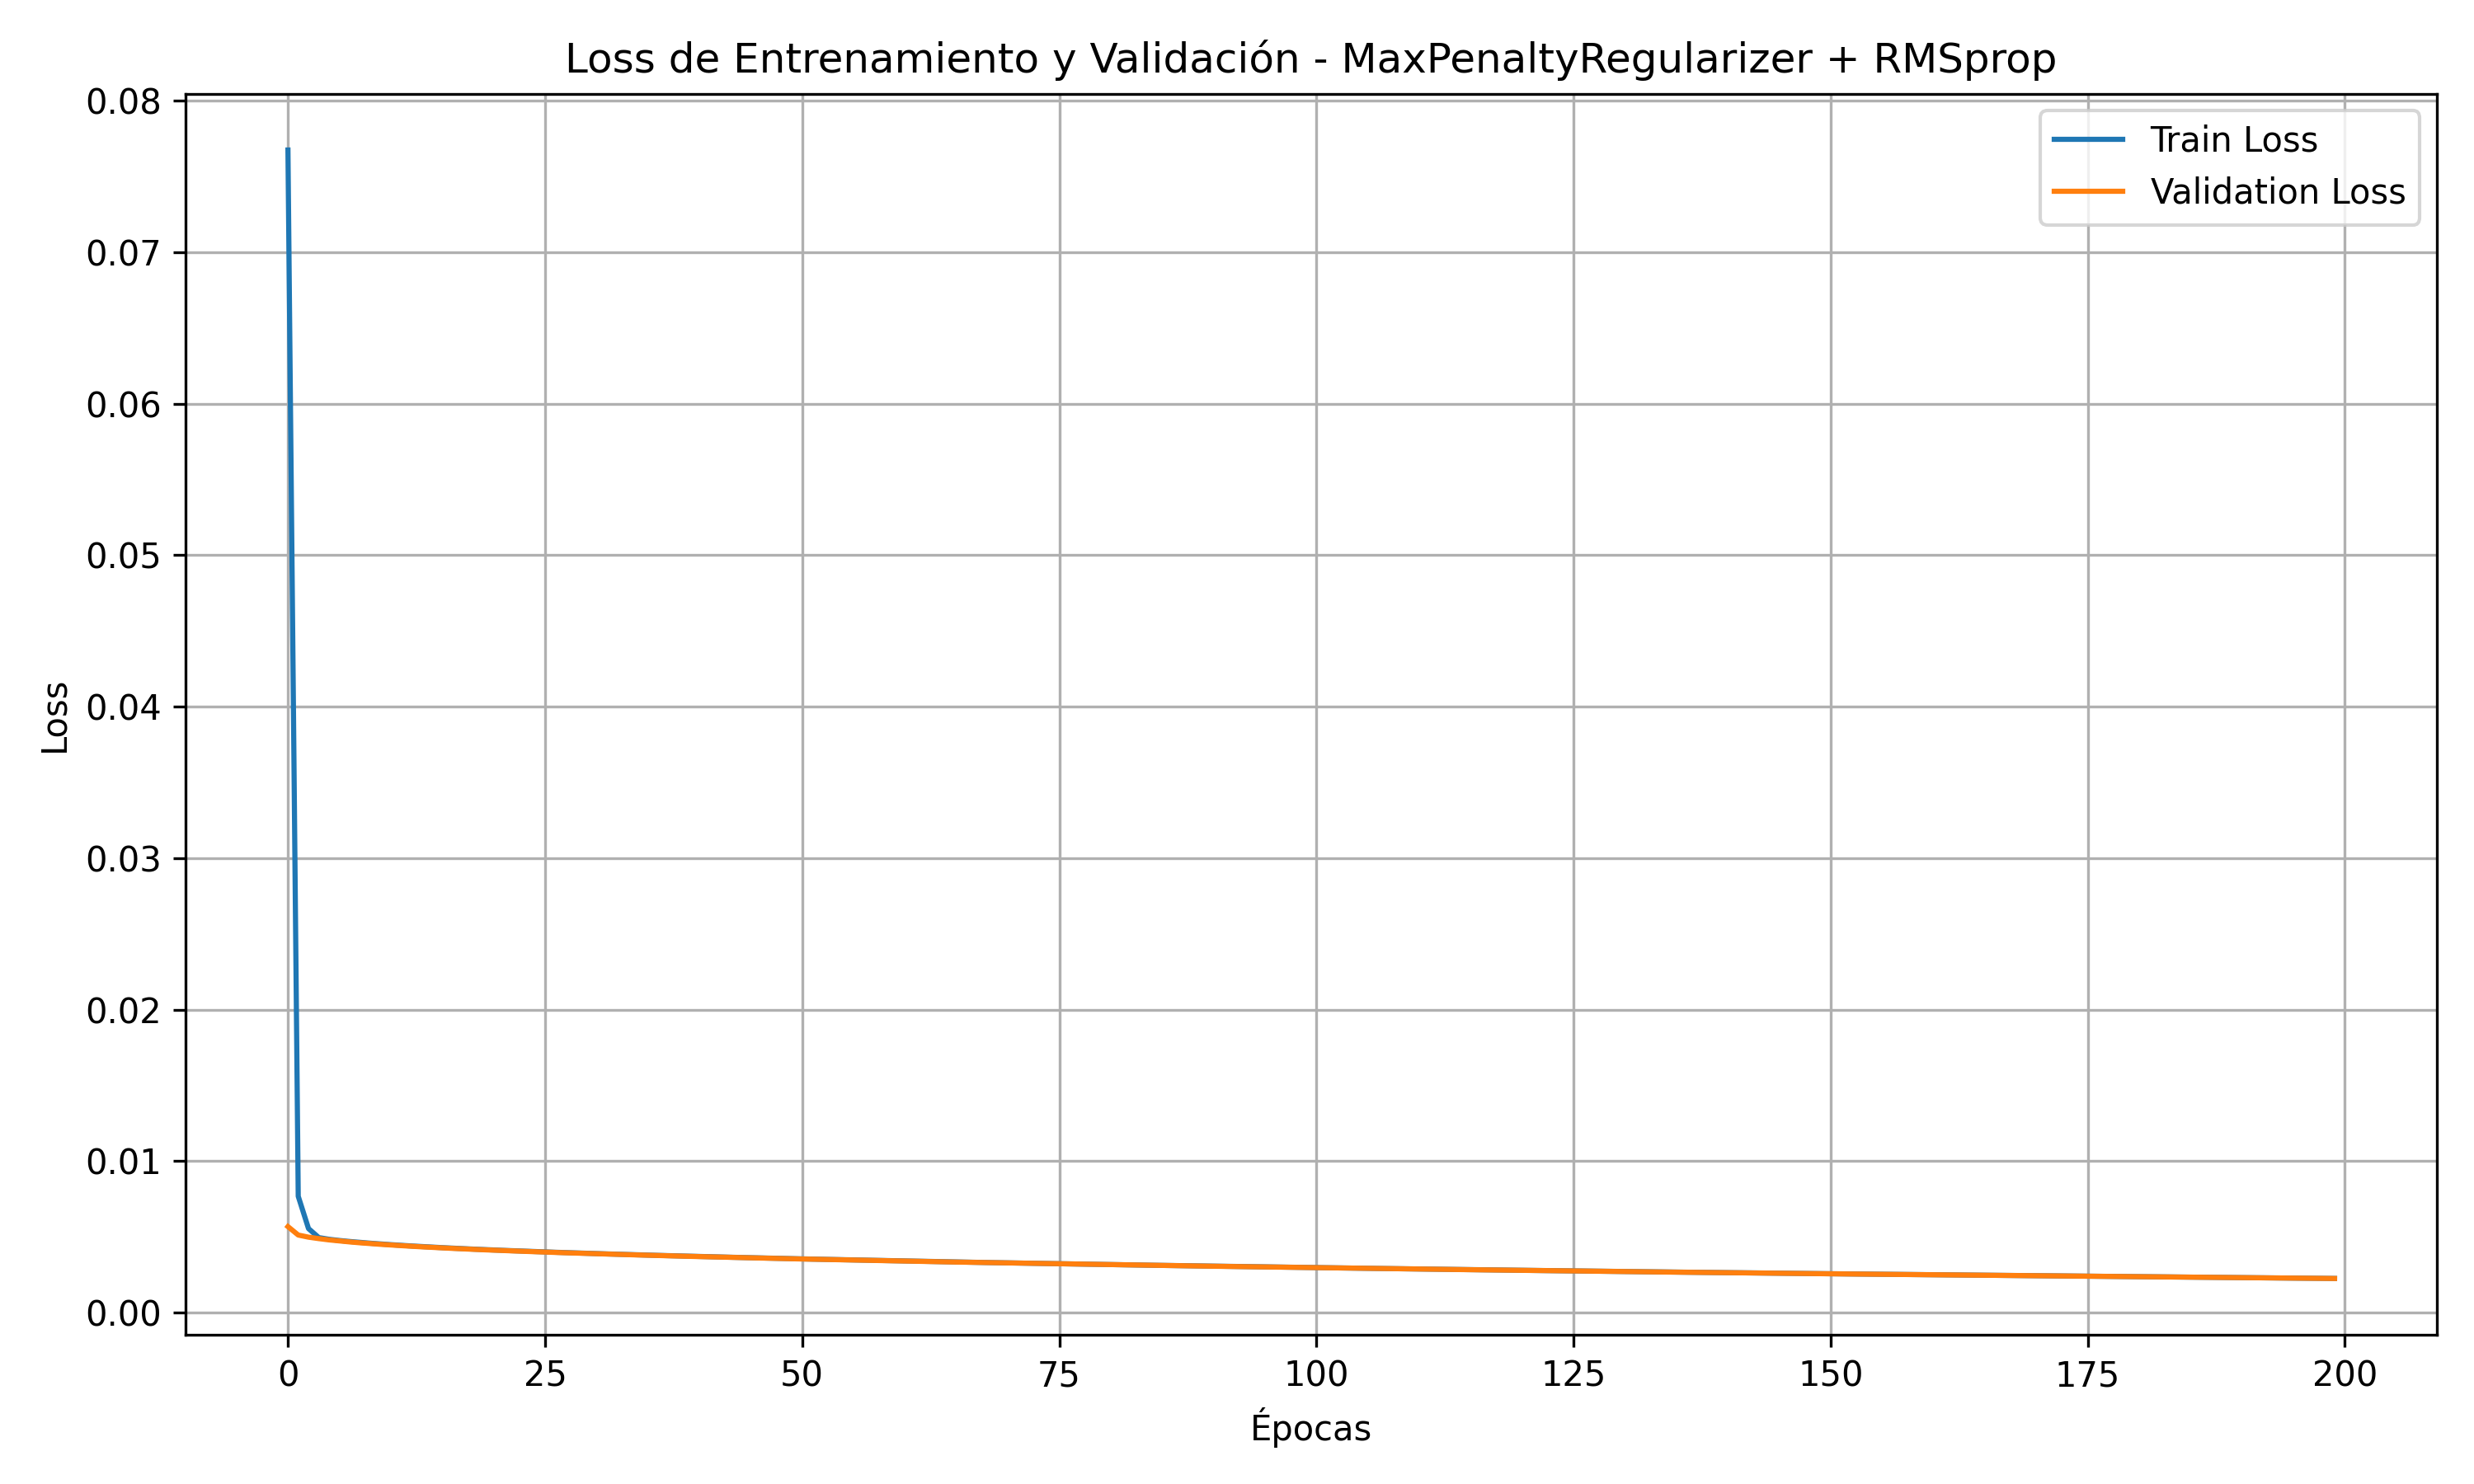 Loss de Entrenamiento y Validación - MaxPenaltyRegularizer + RMSprop
Train Loss
Validation Loss
0.08
0.07
0.06
0.05
0.04
0.03
0.02
0.01
0.00
Loss
0 25 50 75 100 125 150 175 200
Épocas